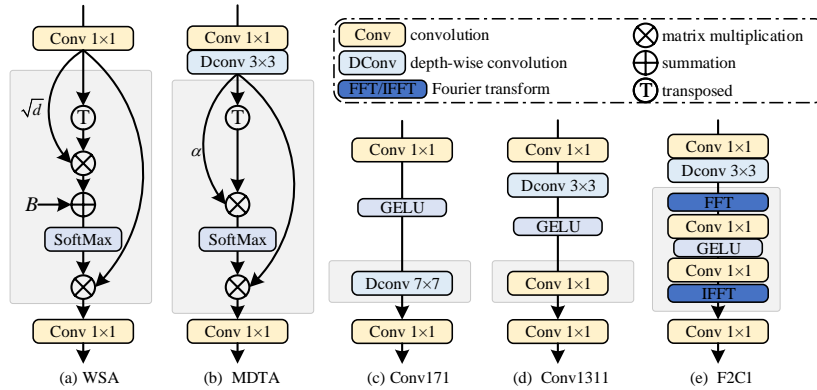 Conv 1×1
√d
T
B
SoftMax
Conv 1×1
(a) WSA
Conv 1×1
Dconv 3×3
T
α
SoftMax
Conv 1×1
(b) MDTA
Conv convolution
DConv depth-wise convolution
FFT/IFFT Fourier transform
matrix multiplication
summation
T transposed
Conv 1×1
GELU
Dconv 7×7
Conv 1×1
(c) Conv171
Conv 1×1
Dconv 3×3
GELU
Conv 1×1
Conv 1×1
(d) Conv1311
Conv 1×1
Dconv 3×3
FFT
Conv 1×1
GELU
Conv 1×1
IFFT
Conv 1×1
(e) F2C1